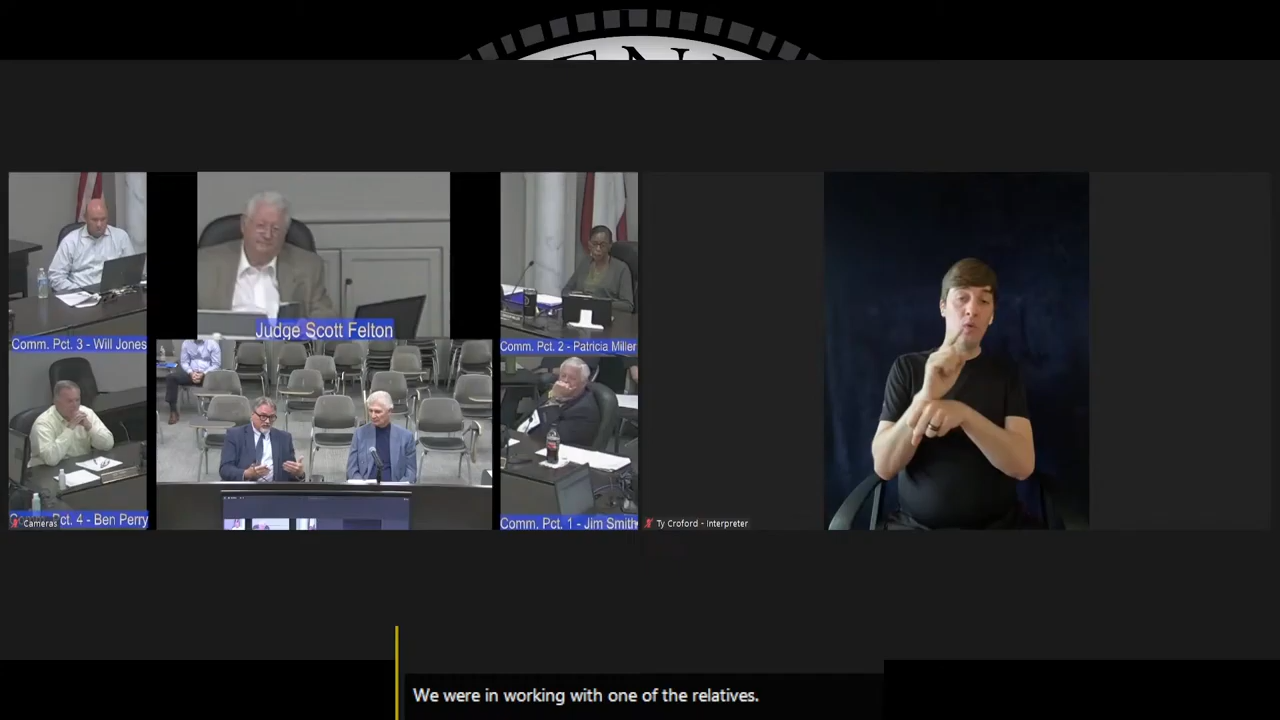 Comm. Pct. 3 - Will Jones
Judge Scott Felton
Comm. Pct. 2 - Patricia Miller
Pct. 4 - Ben Perry
Cameras
Comm. Pct. 1 - Jim Smith
Ty Croford - Interpreter
We were in working with one of the relatives.